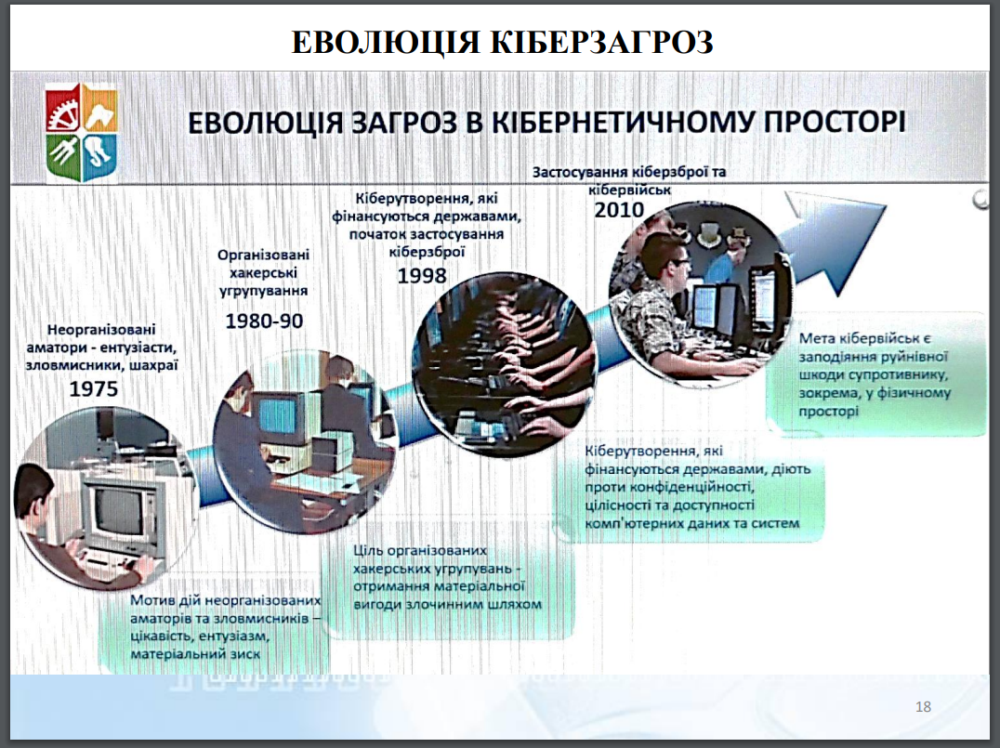 ЕВОЛЮЦІЯ КІБЕРЗАГРОЗ
ЕВОЛЮЦІЯ ЗАГРОЗ В КІБЕРНЕТИЧНОМУ ПРОСТОРІ
Неорганізовані
аматори - ентузіасти,
зловмисники, шахраї
1975
Мотив дій неорганізованих
аматорів та зловмисників –
цікавість, ентузіазм,
матеріальний зиск
Організовані
хакерські
угрупування
1980-90
Ціль організованих
хакерських угрупувань -
отримання матеріальної
вигоди злочинним шляхом
Кіберутворення, які
фінансуються державами,
початок застосування
кіберзброї
1998
Кіберутворення, які
фінансуються державами, діють
проти конфіденційності,
цілісності та доступності
комп'ютерних даних та систем
Застосування кіберзброї та
кібервійськ
2010
Мета кібервійськ є
заподіяння руйнівної
шкоди супротивнику,
зокрема, у фізичному
просторі
18